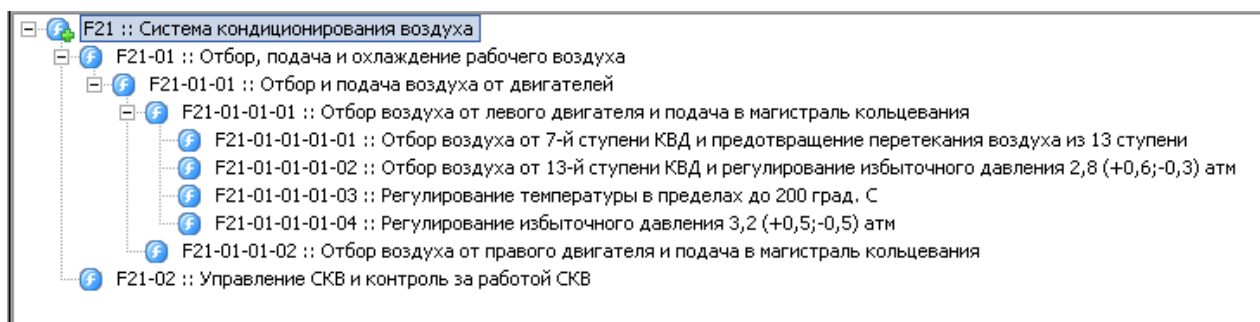 F21 :: Система кондиционирования воздуха
F21-01 :: Отбор, подача и охлаждение рабочего воздуха
F21-01-01 :: Отбор и подача воздуха от двигателей
F21-01-01-01 :: Отбор воздуха от левого двигателя и подача в магистраль кольцевания
F21-01-01-01-01 :: Отбор воздуха от 7-й ступени КВД и предотвращение перетекания воздуха из 13 ступени
F21-01-01-01-02 :: Отбор воздуха от 13-й ступени КВД и регулирование избыточного давления 2,8 (+0,6;-0,3) атм
F21-01-01-01-03 :: Регулирование температуры в пределах до 200 град. С
F21-01-01-01-04 :: Регулирование избыточного давления 3,2 (+0,5;-0,5) атм
F21-01-01-02 :: Отбор воздуха от правого двигателя и подача в магистраль кольцевания
F21-02 :: Управление СКВ и контроль за работой СКВ